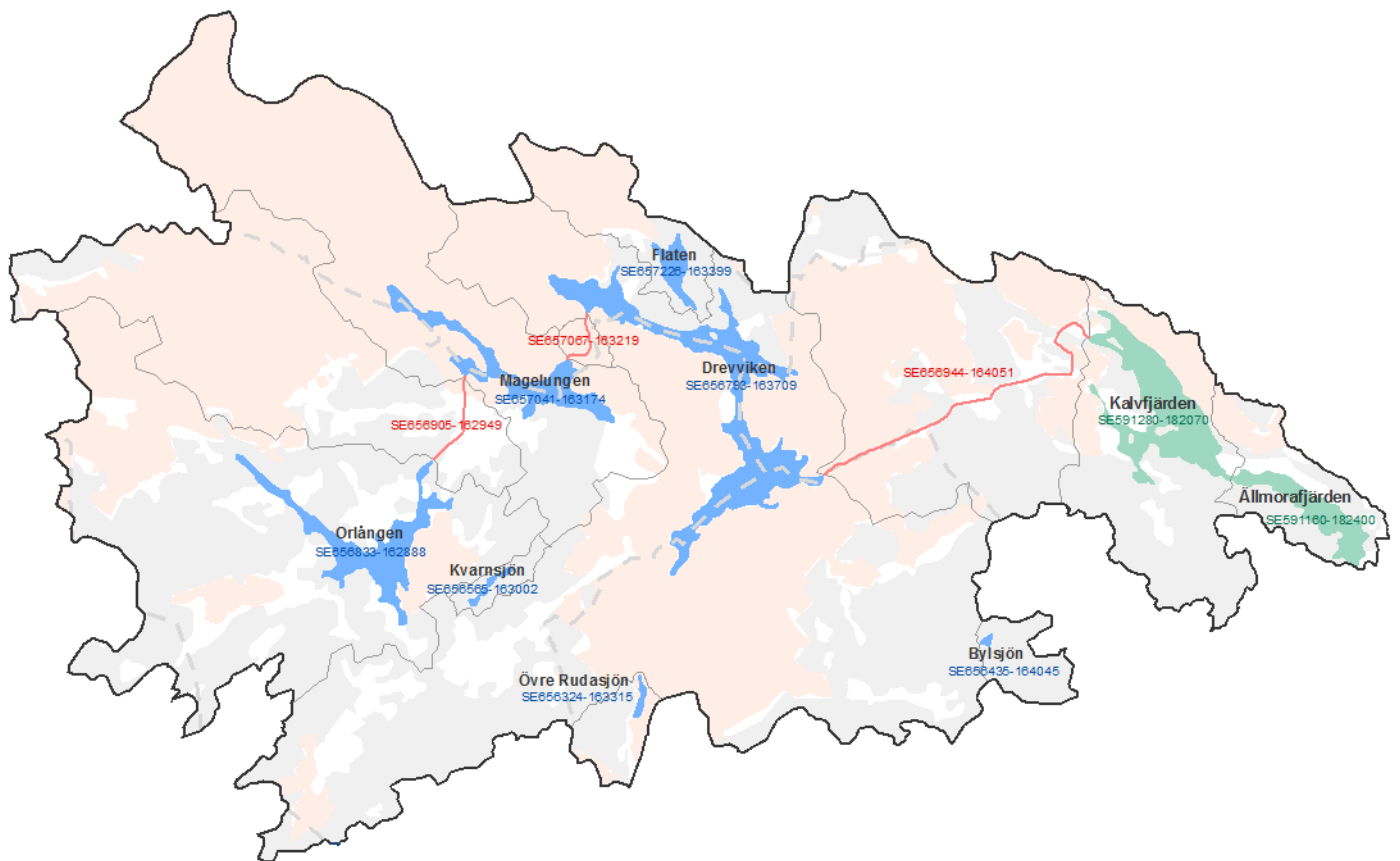 Flaten
SE657226-163399
SE657067-163219
Drevviken
SE656793-163709
SE656944-164051
Magelungen
SE657041-163174
SE656905-162949
Kalvfjärden
SE591280-182070
Ällmorafjärden
SE591160-182400
Orlången
SE656833-162888
Kvarnsjön
SE656565-163002
Bylsjön
SE656435-164045
Övre Rudasjön
SE656324-163315